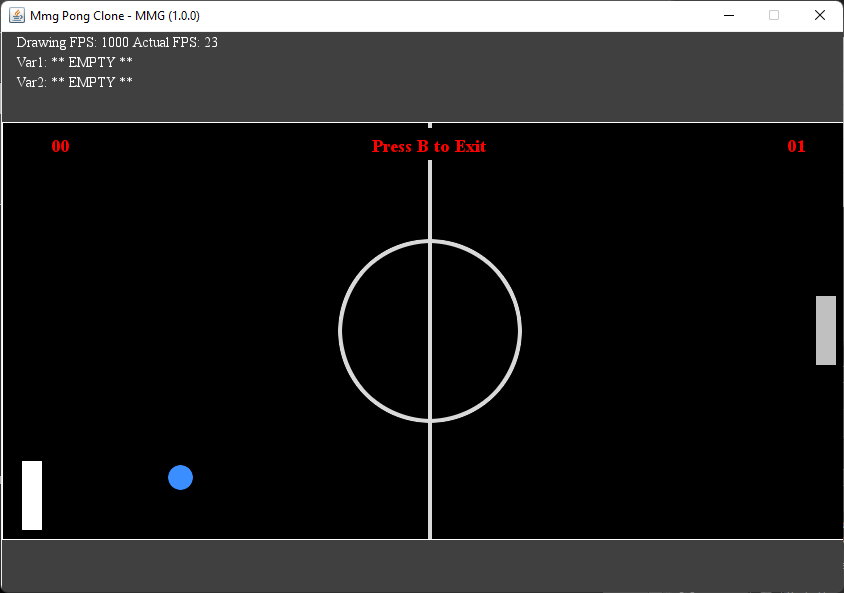 Mmg Pong Clone - MMG (1.0.0)
Drawing FPS: 1000 Actual FPS: 23
Var1: ** EMPTY **
Var2: ** EMPTY **
00 Press B to Exit 01